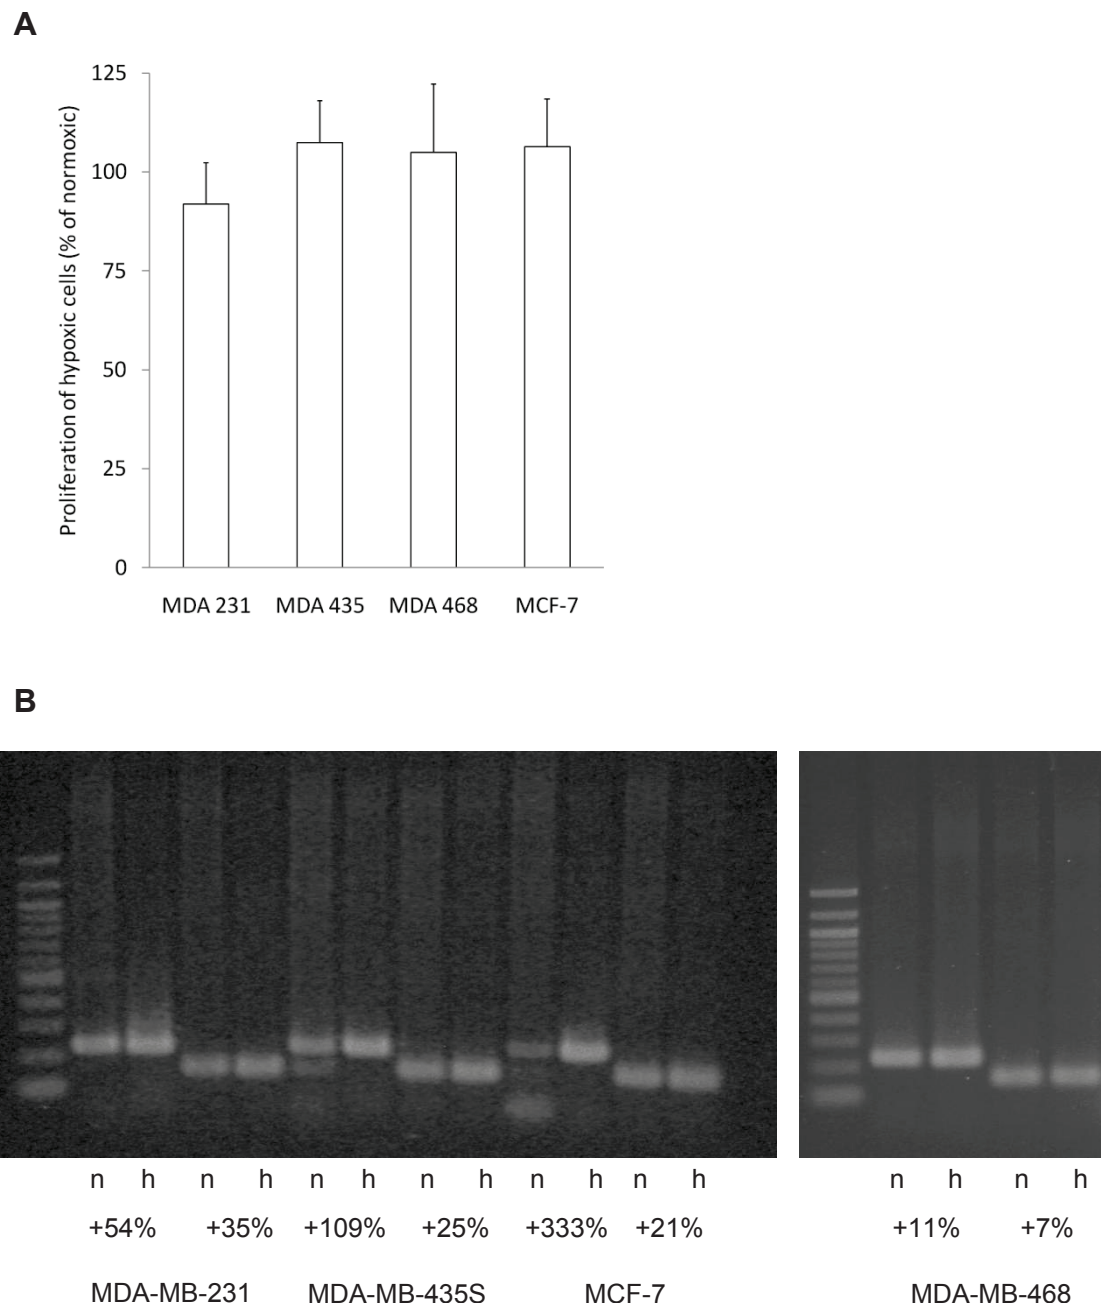 A
Proliferation of hypoxic cells (% of normoxic)
125
100
75
50
25
0
MDA 231 MDA 435 MDA 468 MCF-7
B
n h n h n h n h n h n h n h n h
+54% +35% +109% +25% +333% +21% +11% +7%
MDA-MB-231 MDA-MB-435S MCF-7 MDA-MB-468